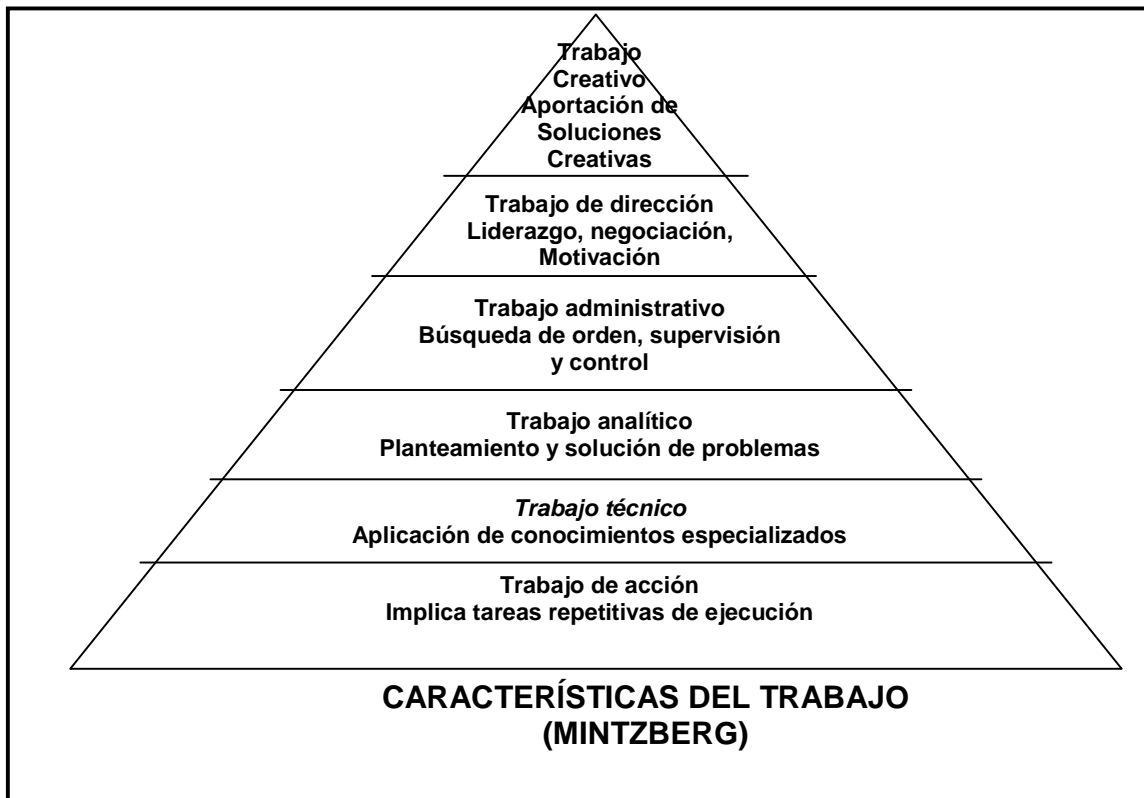 Trabajo
Creativo
Aportación de
Soluciones
Creativas
Trabajo de dirección
Liderazgo, negociación,
Motivación
Trabajo administrativo
Búsqueda de orden, supervisión
y control
Trabajo analítico
Planteamiento y solución de problemas
Trabajo técnico
Aplicación de conocimientos especializados
Trabajo de acción
Implica tareas repetitivas de ejecución
CARACTERÍSTICAS DEL TRABAJO
(MINTZBERG)